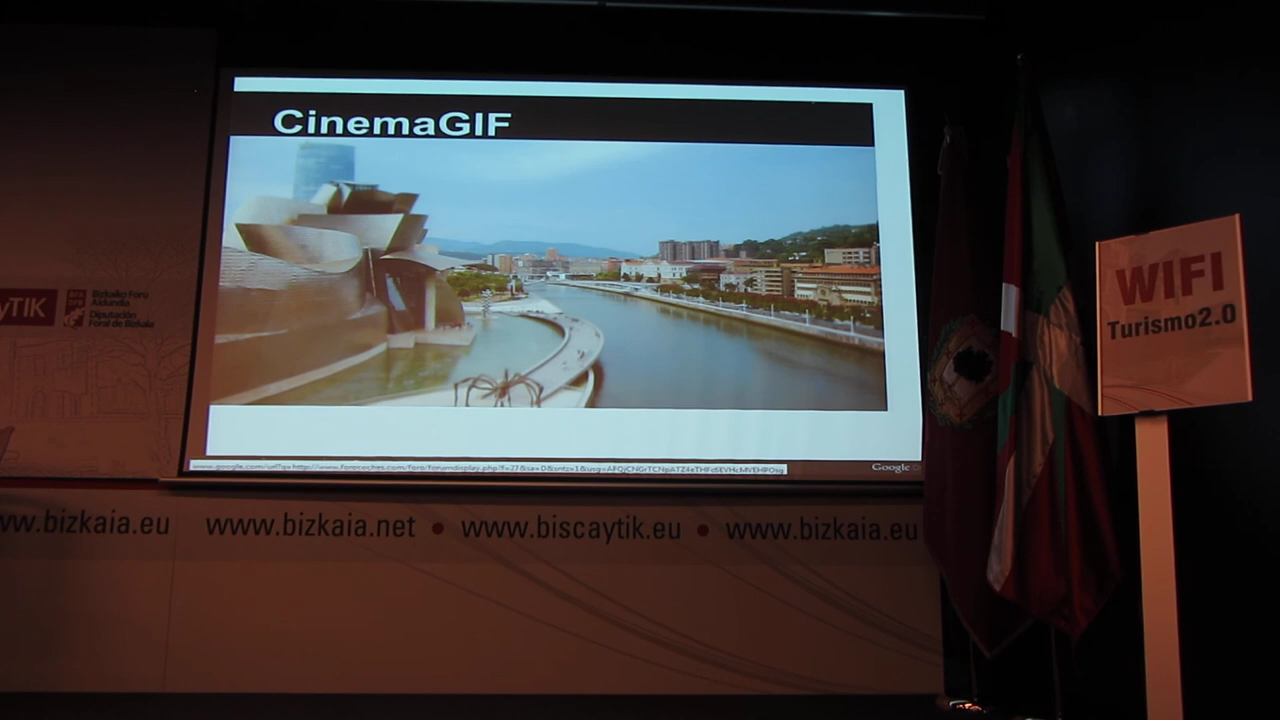 CinemaGIF
WIFI
Turismo2.0
yTIK
Bizkaiko Foru
Aldundia
Diputación
Foral de Bizkaia
Google
www.bizkaia.eu
www.bizkaia.net • www.biscaytik.eu • www.bizkaia.eu